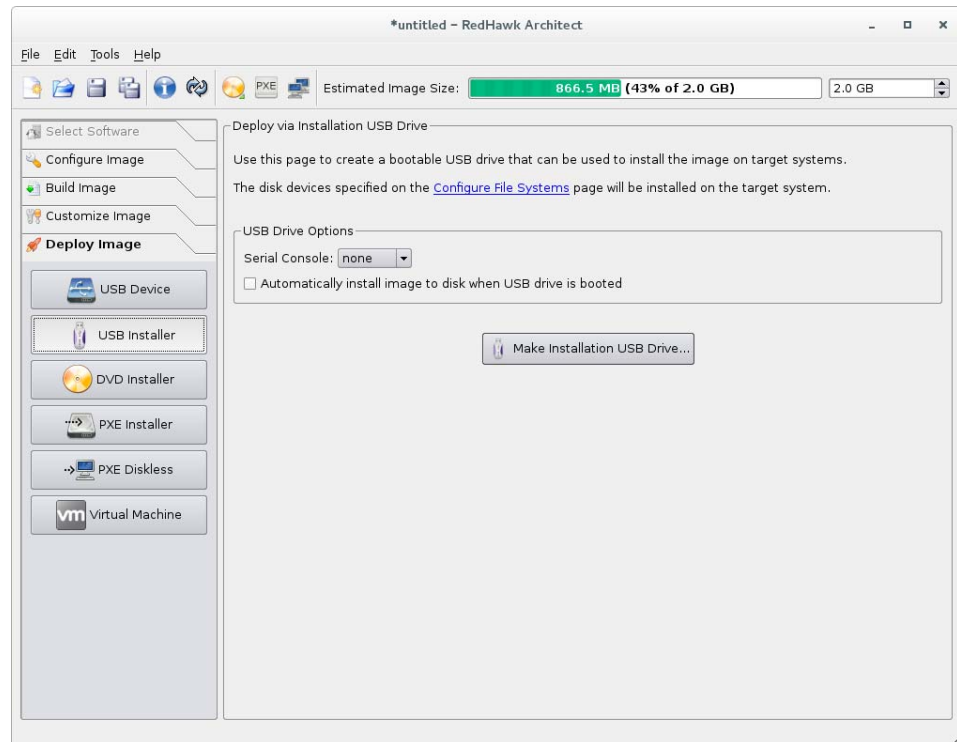 *untitled – RedHawk Architect
File Edit Tools Help
PXE
Estimated Image Size:
866.5 MB (43% of 2.0 GB)
2.0 GB
Select Software
Configure Image
Build Image
Customize Image
Deploy Image
USB Device
USB Installer
DVD Installer
PXE Installer
PXE Diskless
vm Virtual Machine
Deploy via Installation USB Drive
Use this page to create a bootable USB drive that can be used to install the image on target systems.
The disk devices specified on the Configure File Systems page will be installed on the target system.
USB Drive Options
Serial Console: none
Automatically install image to disk when USB drive is booted
Make Installation USB Drive...